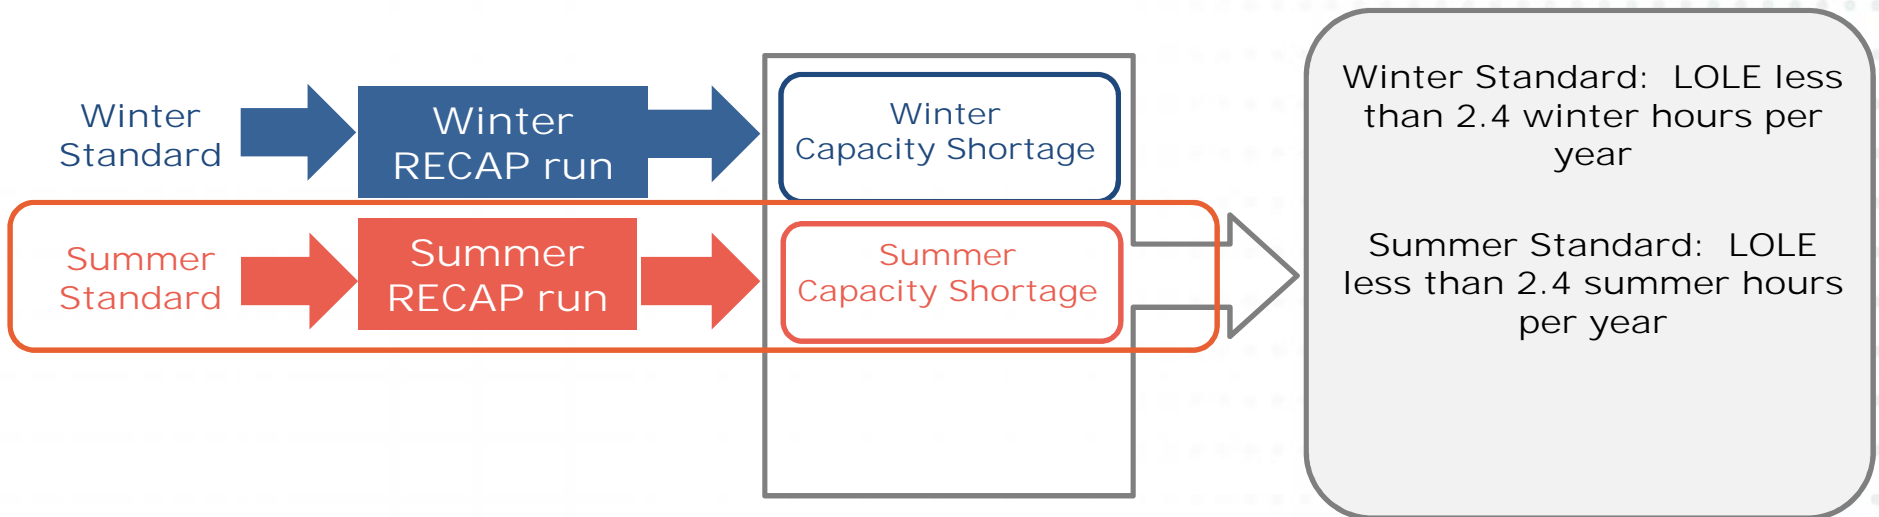 Winter
Standard
Winter
RECAP run
Winter
Capacity Shortage
Summer
Standard
Summer
RECAP run
Summer
Capacity Shortage
Winter Standard: LOLE less
than 2.4 winter hours per
year
Summer Standard: LOLE
less than 2.4 summer hours
per year